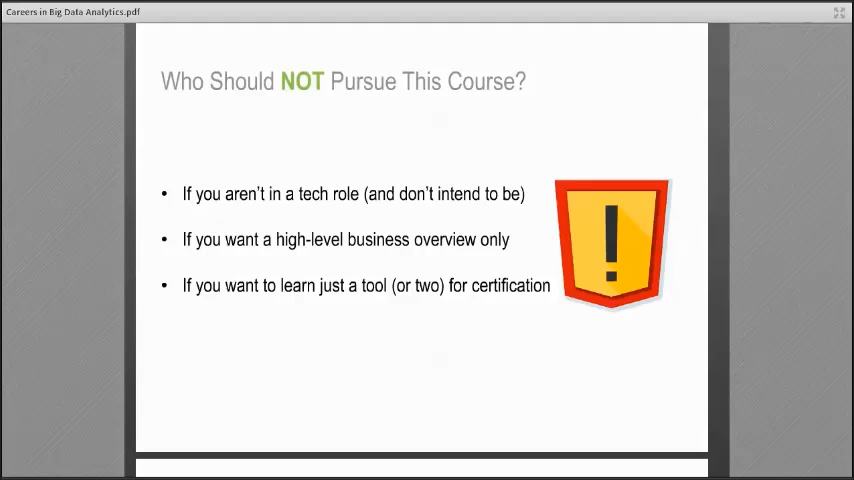 Careers in Big Data Analytics.pdf
Who Should NOT Pursue This Course?
• If you aren't in a tech role (and don't intend to be)
• If you want a high-level business overview only
• If you want to learn just a tool (or two) for certification
!